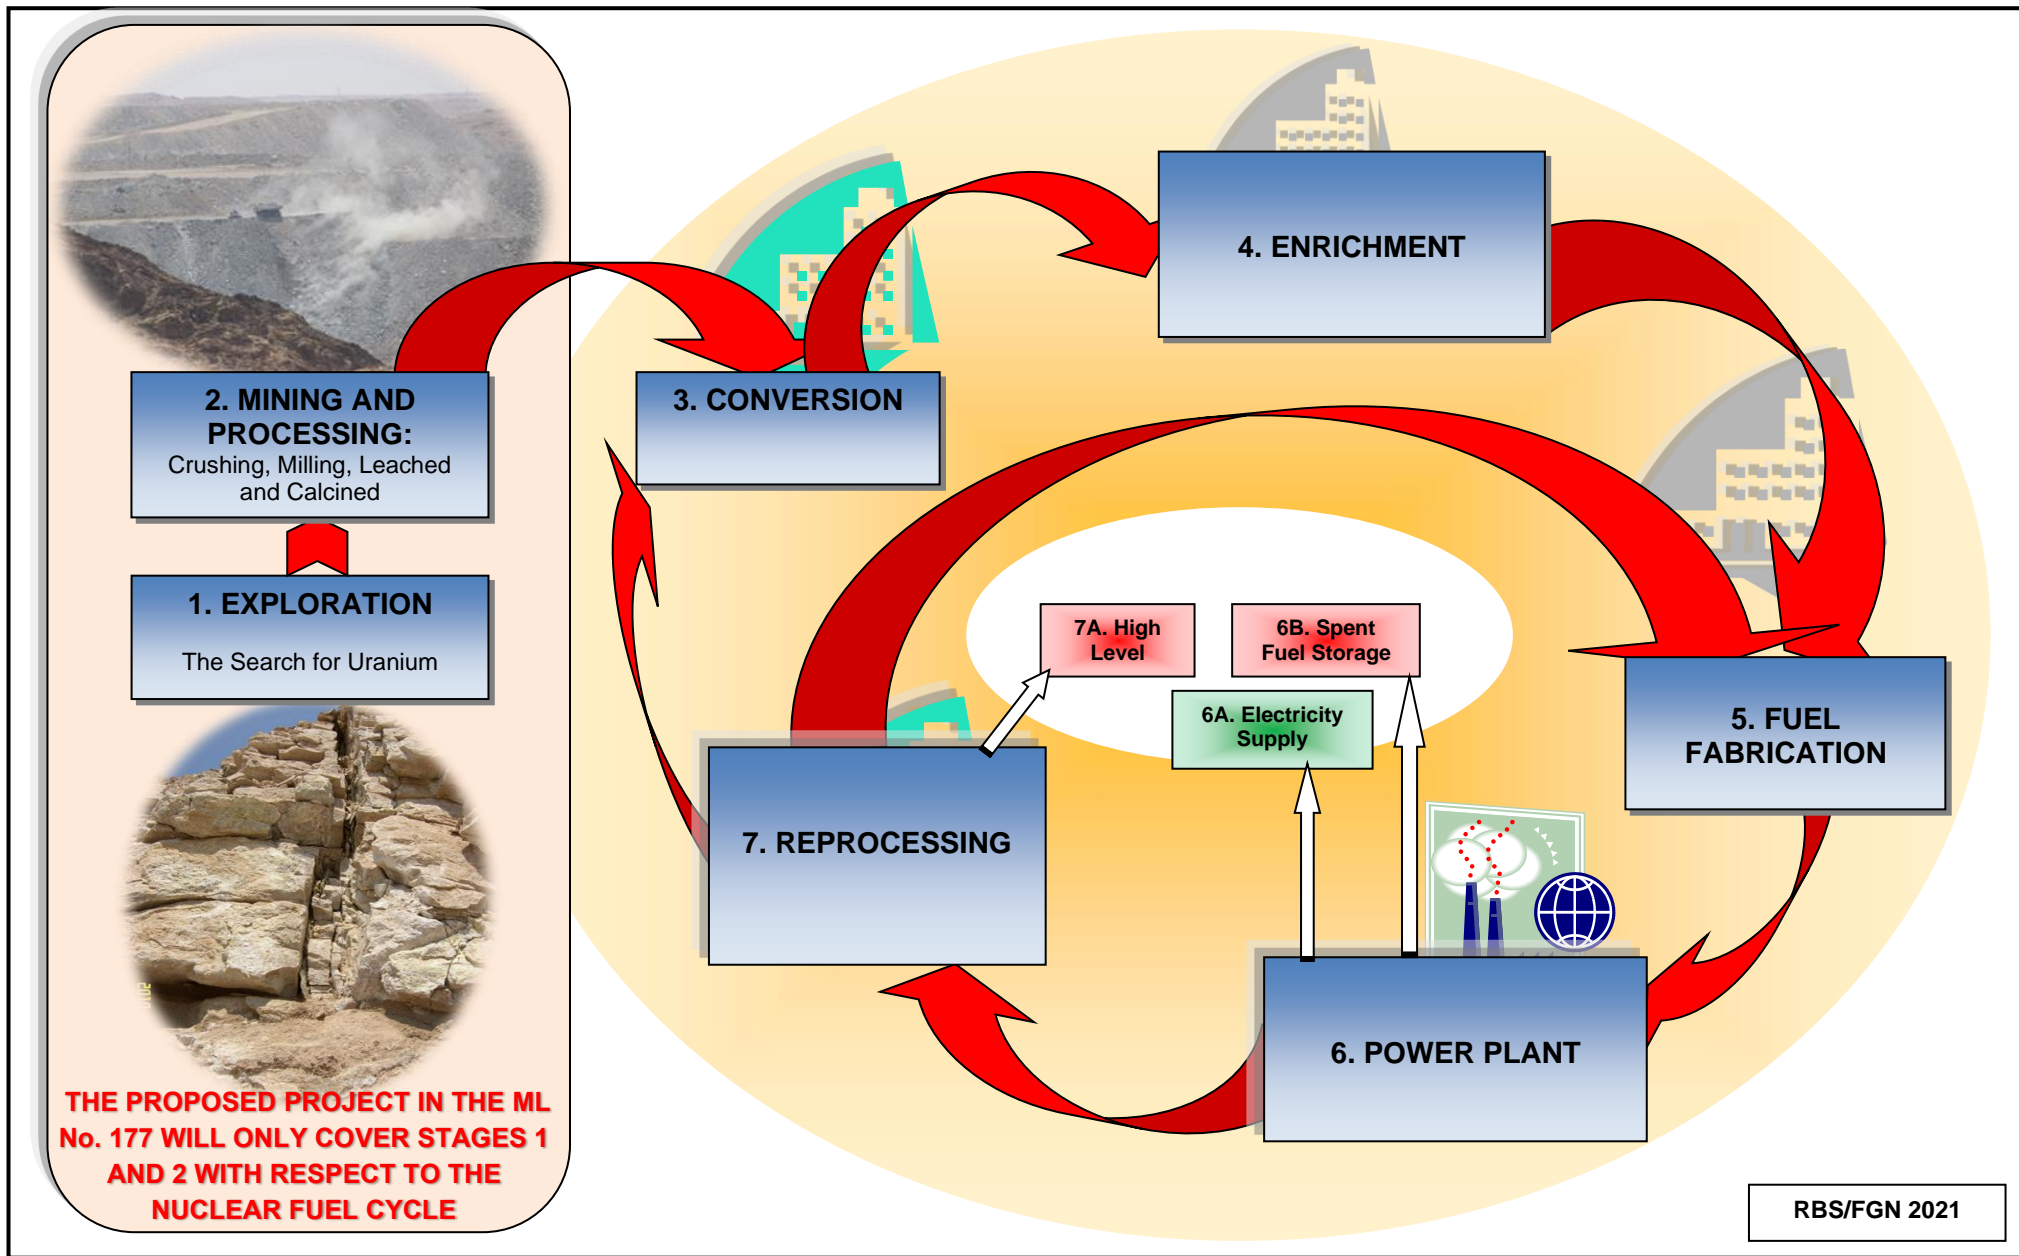 2. MINING AND
PROCESSING:
Crushing, Milling, Leached
and Calcined
1. EXPLORATION
The Search for Uranium
THE PROPOSED PROJECT IN THE ML
No. 177 WILL ONLY COVER STAGES 1
AND 2 WITH RESPECT TO THE
NUCLEAR FUEL CYCLE
3. CONVERSION
4. ENRICHMENT
5. FUEL
FABRICATION
6. POWER PLANT
6A. Electricity
Supply
6B. Spent
Fuel Storage
7. REPROCESSING
7A. High
Level
RBS/FGN 2021